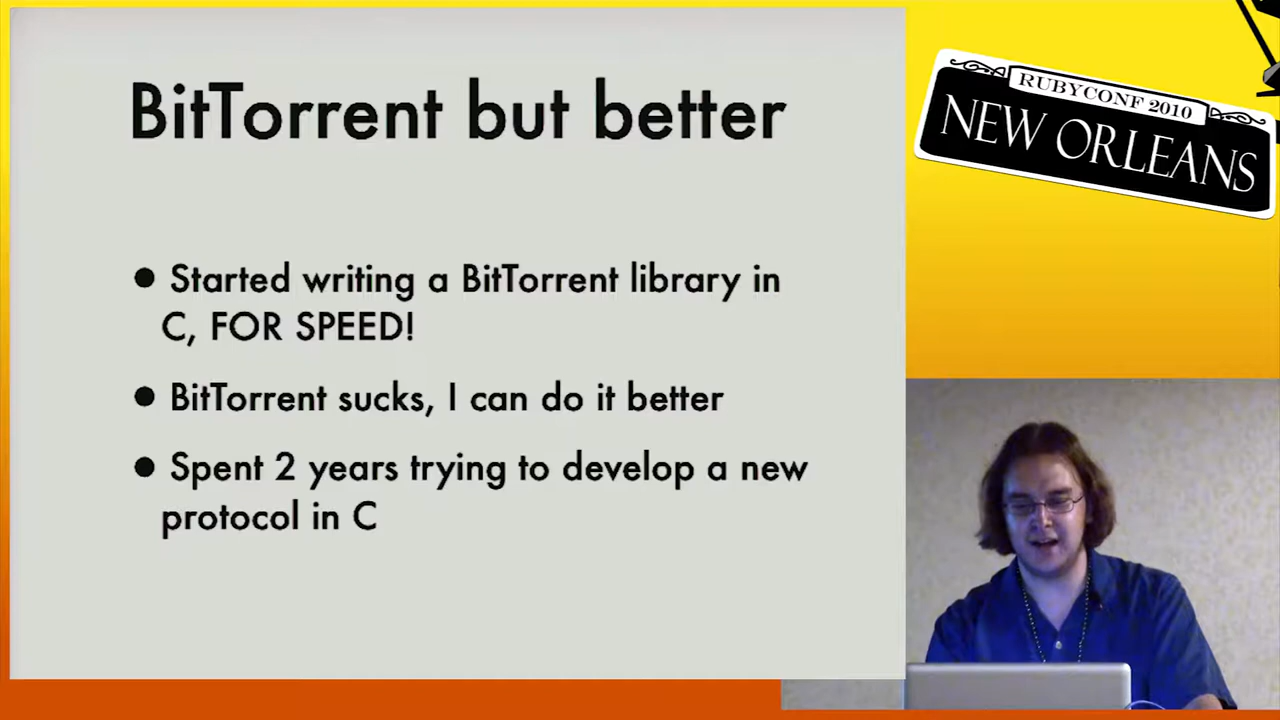 BitTorrent but better
● Started writing a BitTorrent library in
C, FOR SPEED!
● BitTorrent sucks, I can do it better
● Spent 2 years trying to develop a new
protocol in C
RUBYCONF 2010
NEW ORLEANS